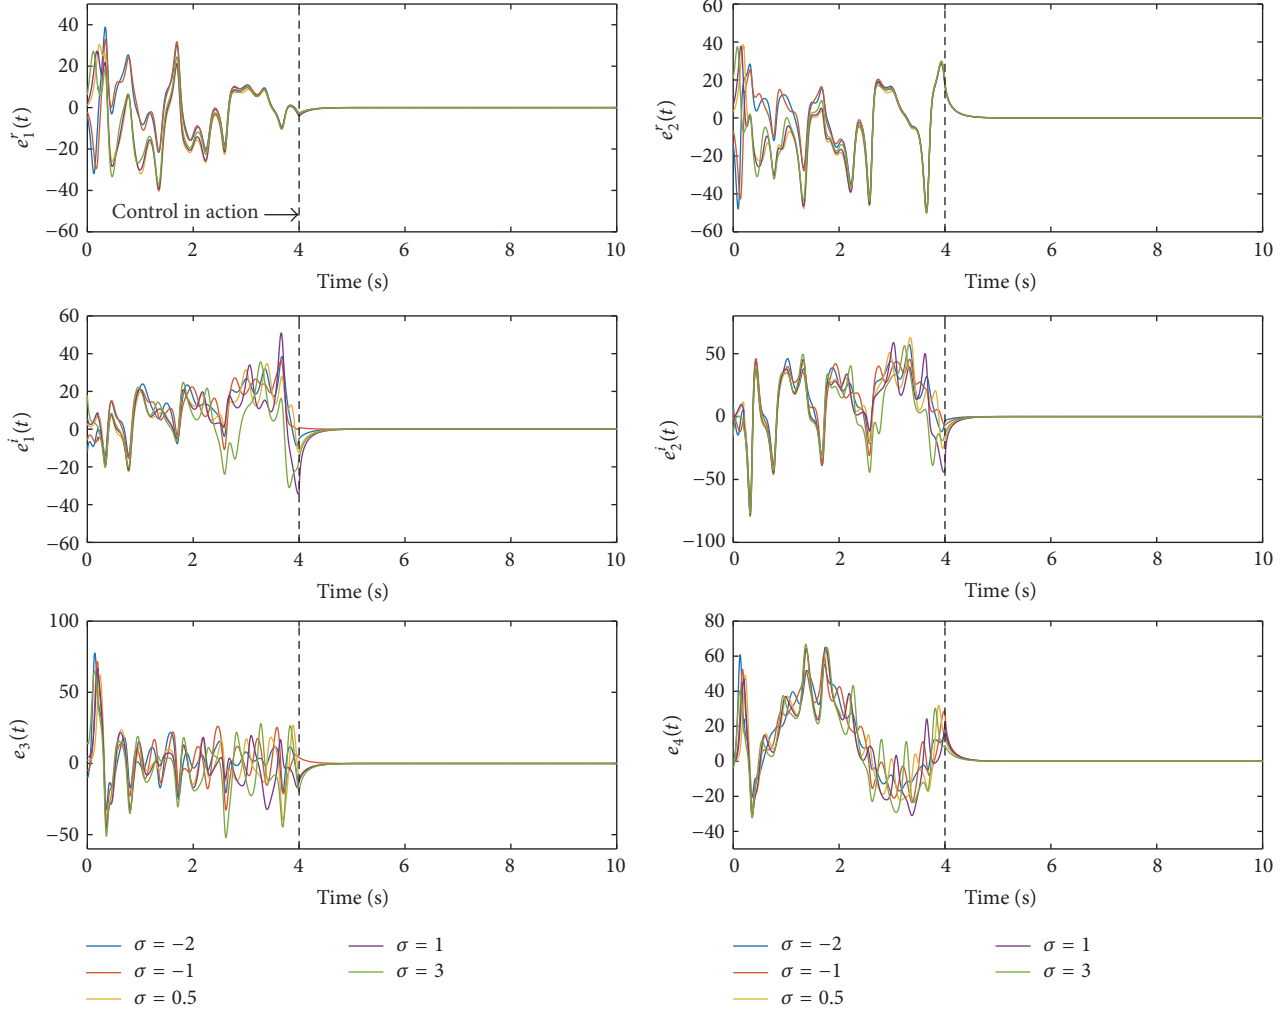 40
20
0
−20
−40
−60
e₁ʳ(t)
Control in action
0 2 4 6 8 10
Time (s)
60
40
20
0
−20
−40
−60
e₂ʳ(t)
0 2 4 6 8 10
Time (s)
60
40
20
0
−20
−40
−60
e₁ⁱ(t)
0 2 4 6 8 10
Time (s)
50
0
−50
−100
e₂ⁱ(t)
0 2 4 6 8 10
Time (s)
100
50
0
−50
e₃(t)
0 2 4 6 8 10
Time (s)
80
60
40
20
0
−20
−40
e₄(t)
0 2 4 6 8 10
Time (s)
σ = −2
σ = −1
σ = 0.5
σ = 1
σ = 3
σ = −2
σ = −1
σ = 0.5
σ = 1
σ = 3